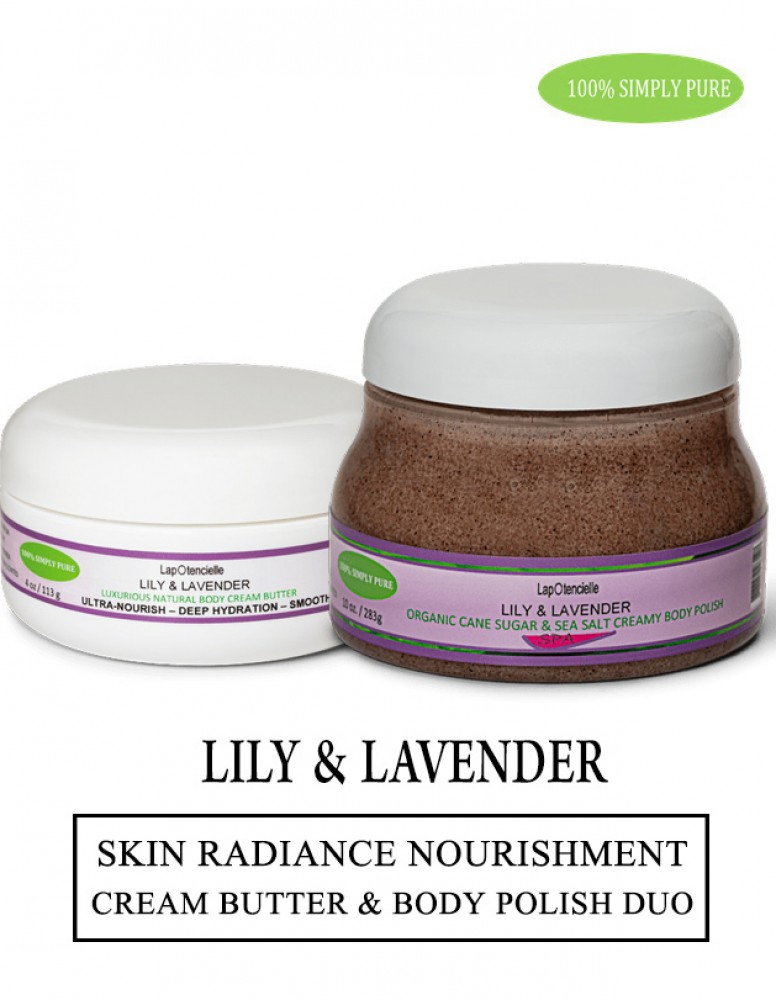 100% SIMPLY PURE
100% SIMPLY PURE
4 oz / 113 g
LapOtencielle
LILY & LAVENDER
LUXURIOUS NATURAL BODY CREAM BUTTER
ULTRA-NOURISH – DEEP HYDRATION – SMOOTH
100% SIMPLY PURE
10 oz. / 283g
LapOtencielle
LILY & LAVENDER
ORGANIC CANE SUGAR & SEA SALT CREAMY BODY POLISH
SPA
LILY & LAVENDER
SKIN RADIANCE NOURISHMENT
CREAM BUTTER & BODY POLISH DUO